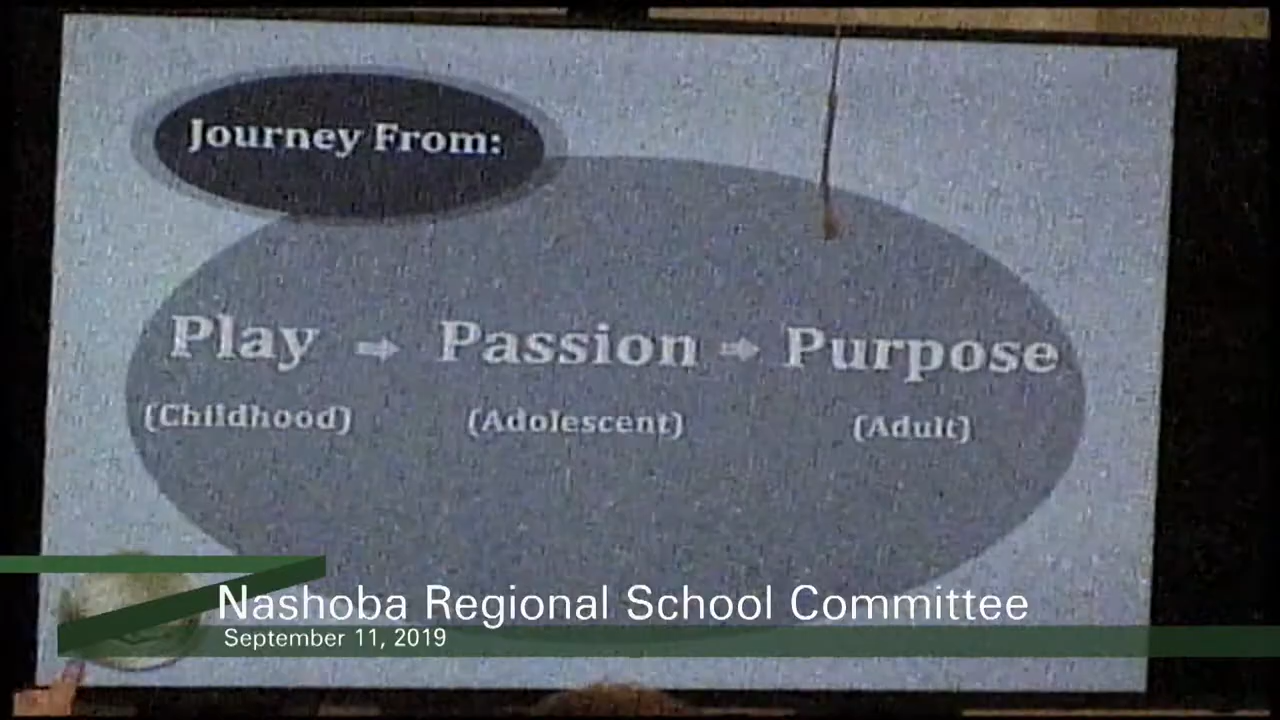 Journey From:
Play ➡ Passion ➡ Purpose
(Childhood) (Adolescent) (Adult)
Nashoba Regional School Committee
September 11, 2019